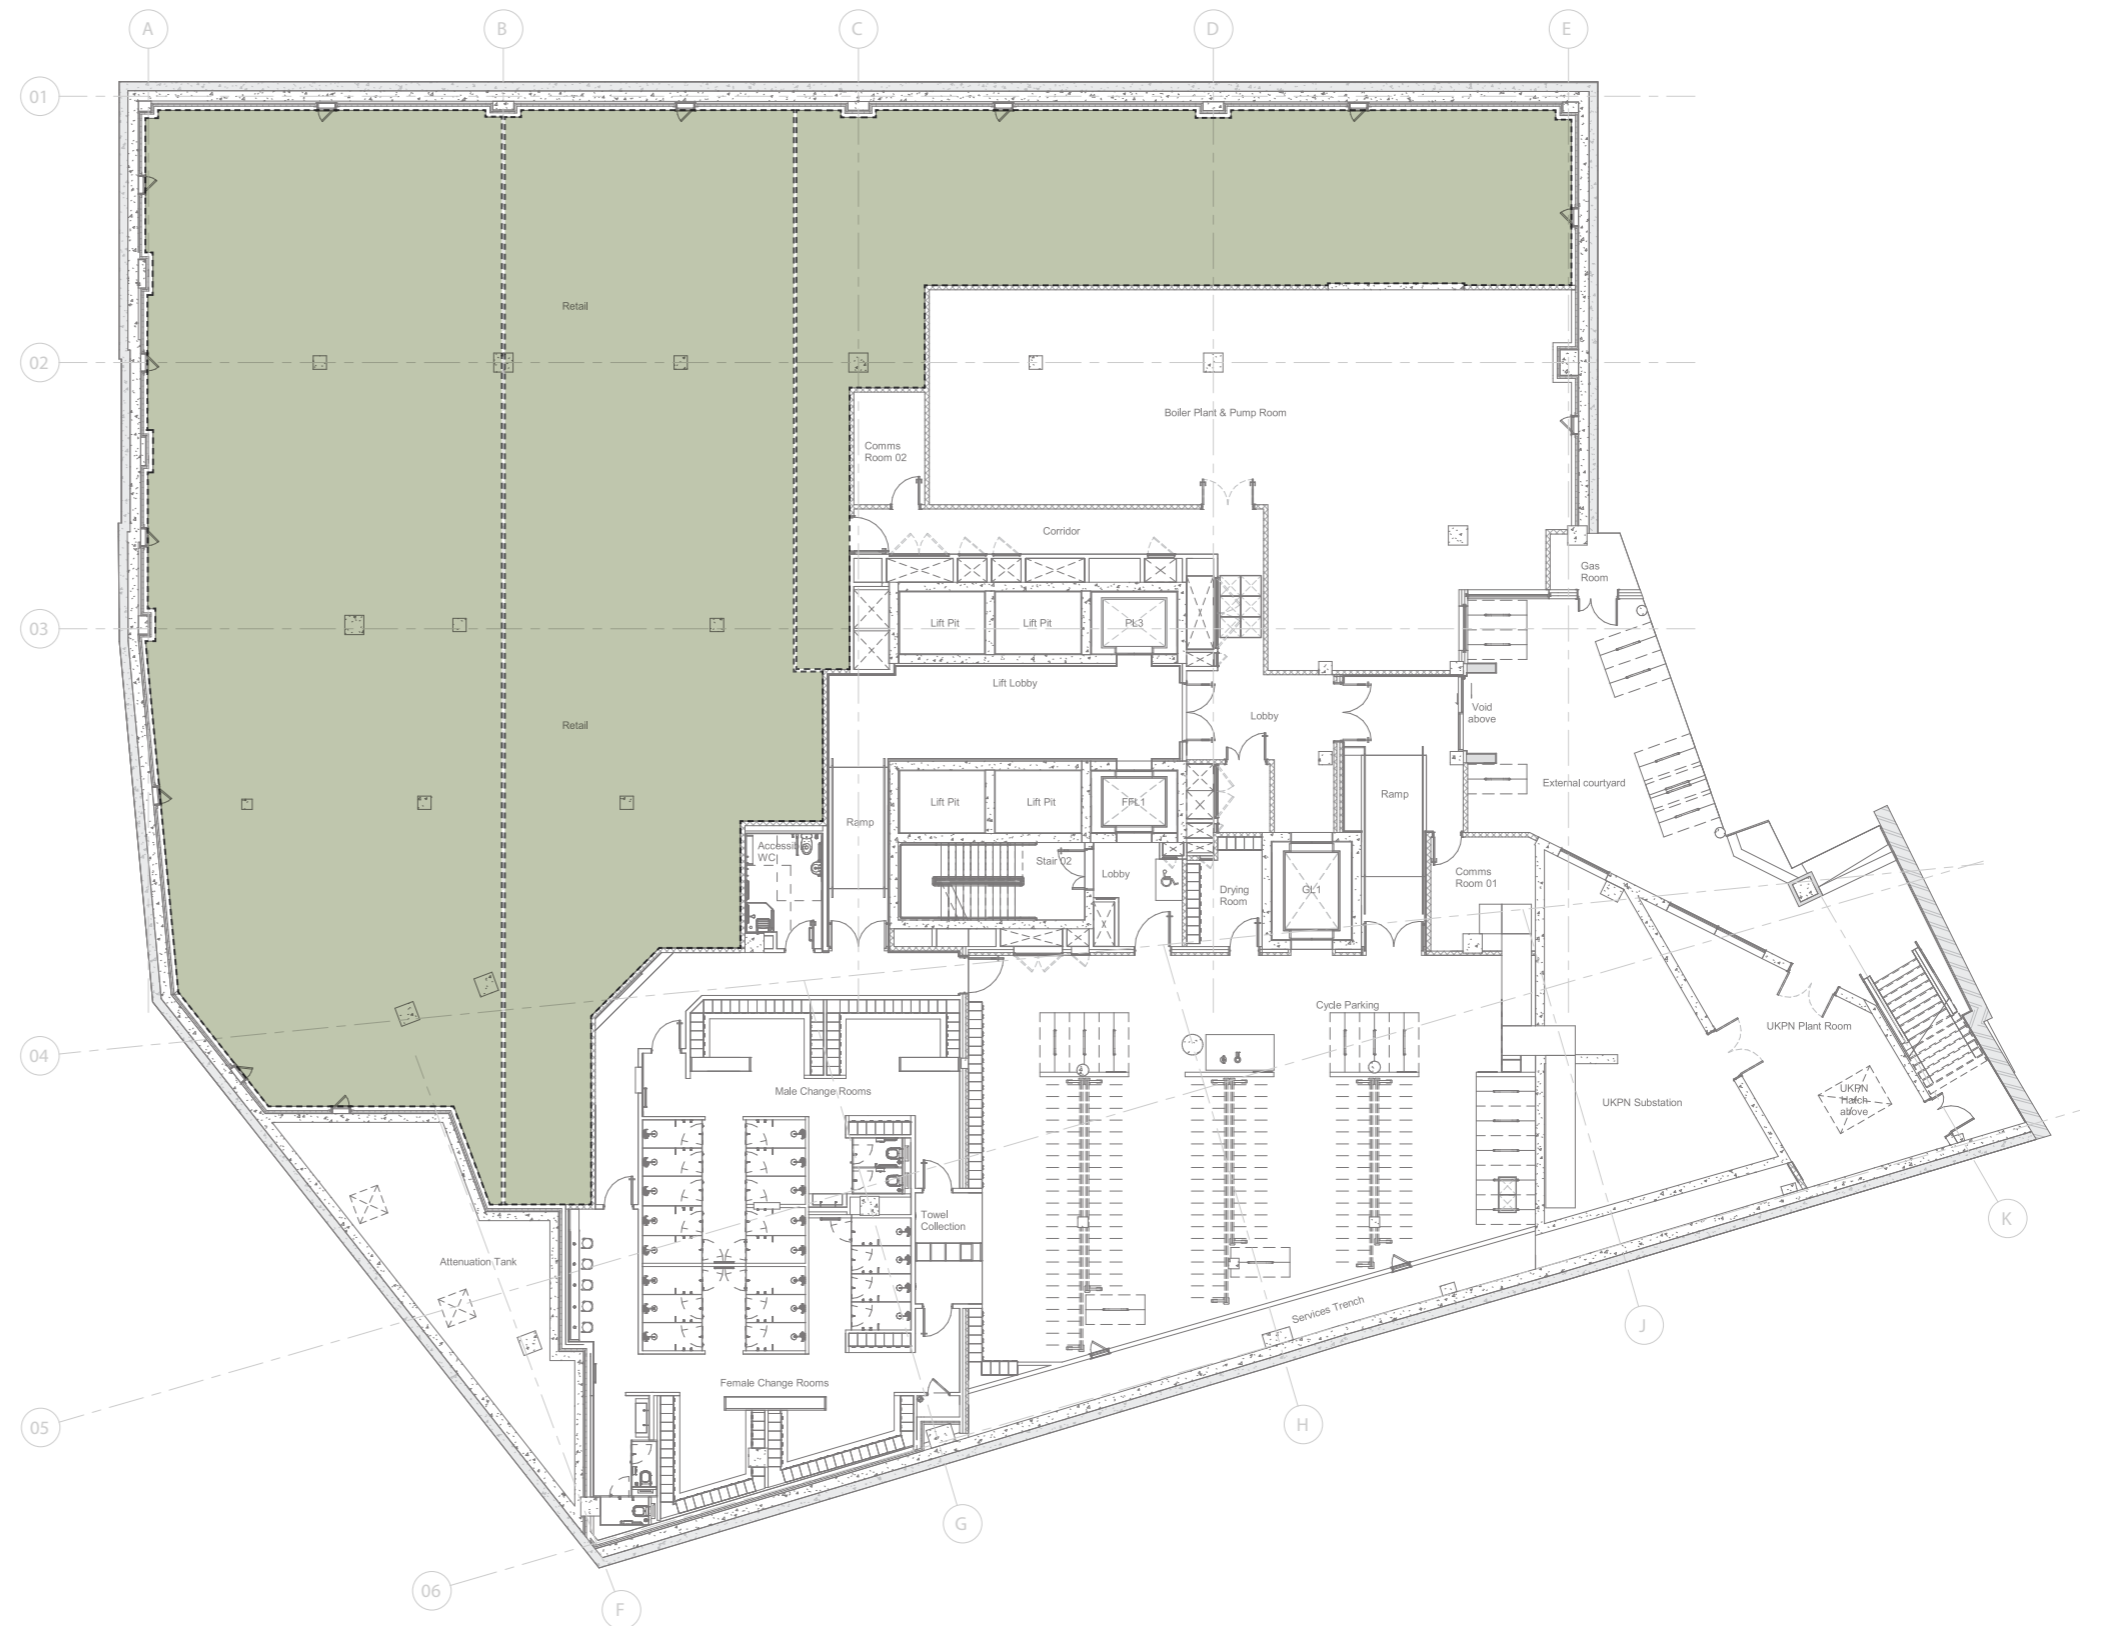 A
B
C
D
E
01
Retail
02
Boiler Plant & Pump Room
Comms
Room 02
Corridor
Gas
Room
03
Lift Pit
Lift Pit
PL3
Lift Lobby
Retail
Lobby
Void
above
External courtyard
Lift Pit
Lift Pit
FFL1
Ramp
Ramp
Accessible
WC
Stair 02
Lobby
Drying
Room
GL1
Comms
Room 01
Cycle Parking
UKPN Plant Room
04
Male Change Rooms
UKPN
Hatch
above
UKPN Substation
Towel
Collection
K
Attenuation Tank
Services Trench
J
Female Change Rooms
05
H
G
06
F